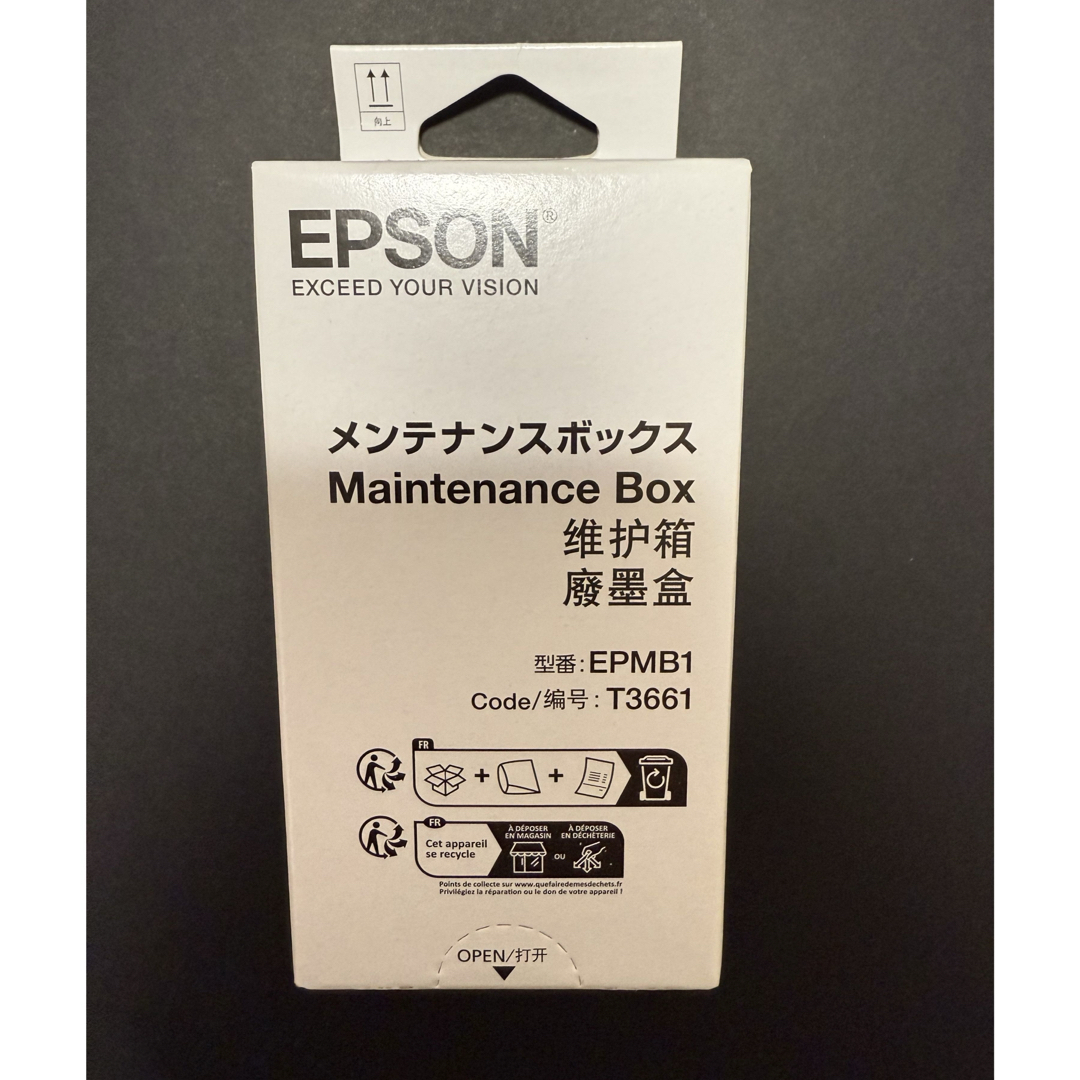 向上
EPSON®
EXCEED YOUR VISION
メンテナンスボックス
Maintenance Box
维护箱
廢墨盒
型番:EPMB1
Code/编号:T3661
FR
FR
Cet appareil
se recycle
À DÉPOSER
EN MAGASIN
OU
À DÉPOSER
EN DÉCHÈTERIE
Points de collecte sur www.quefairedemesdechets.fr
Privilégiez la réparation ou le don de votre appareil !
OPEN/打开